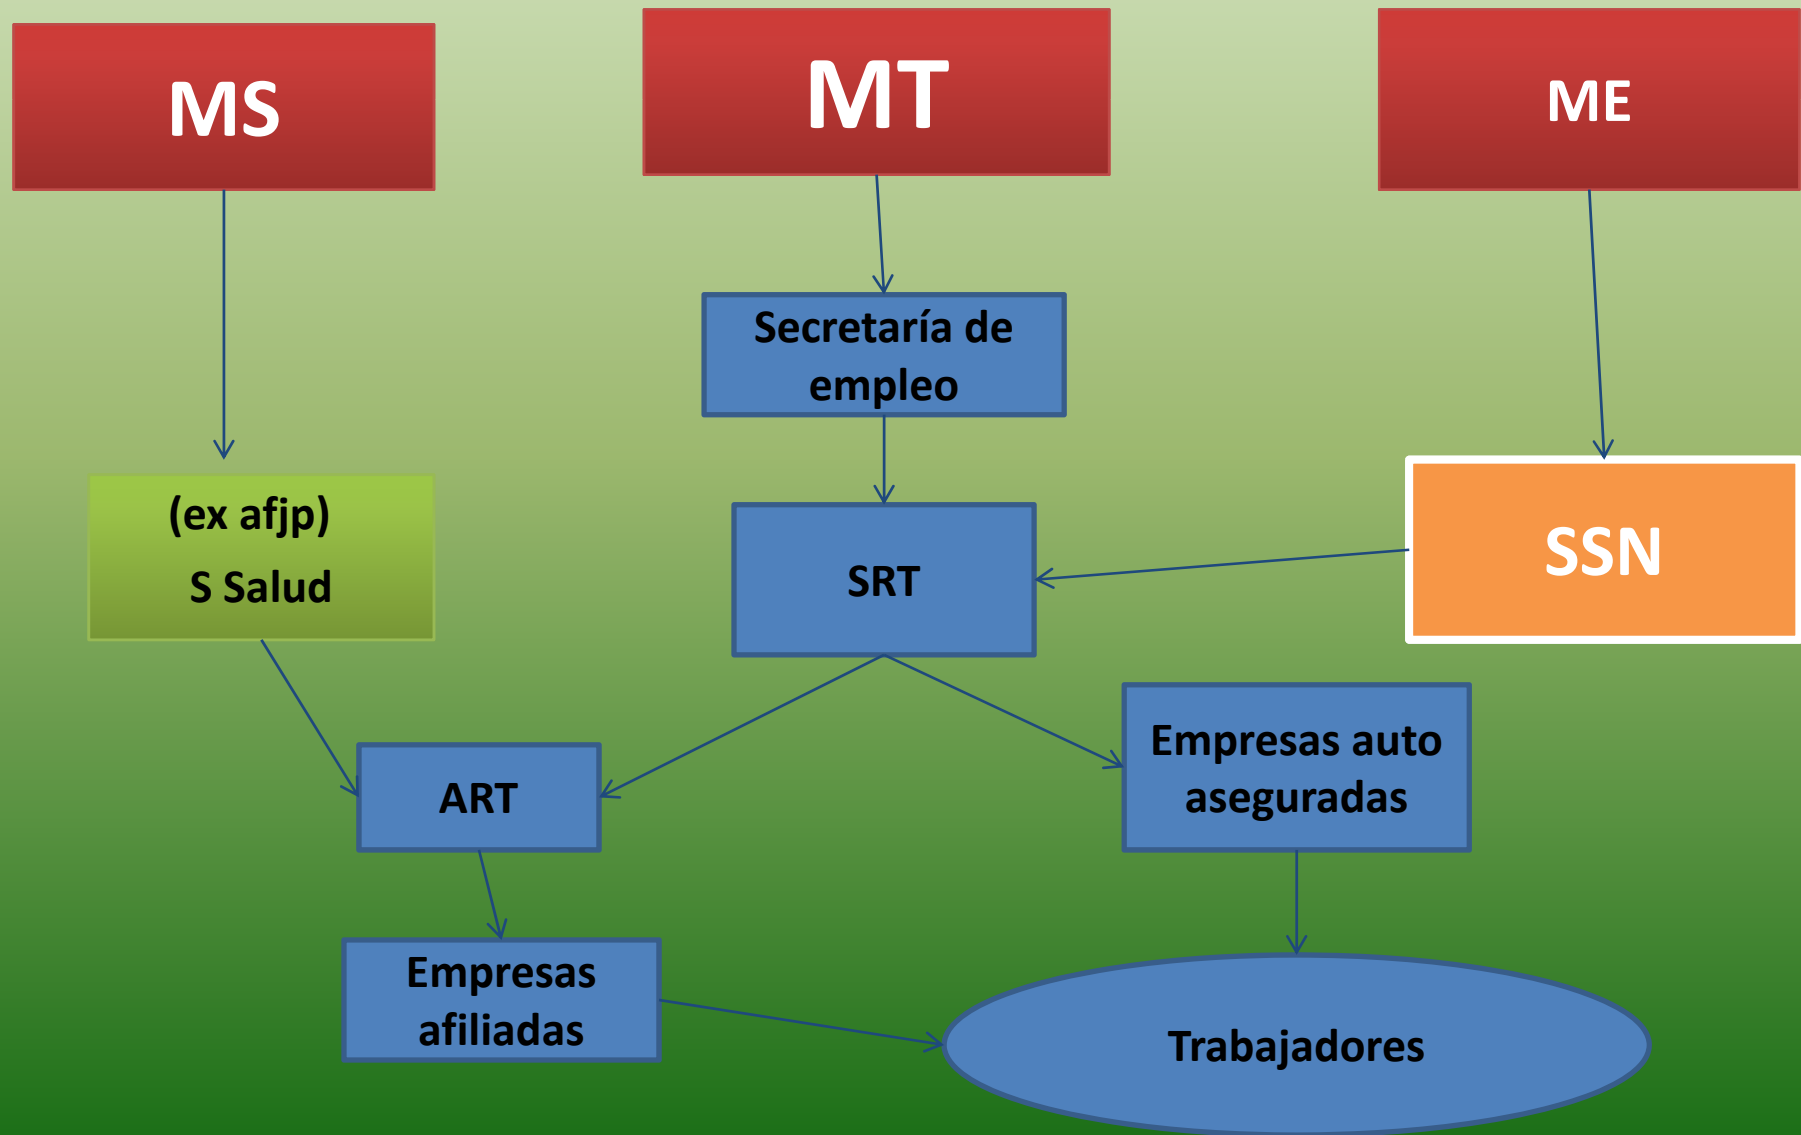 MS
MT
ME
Secretaría de
empleo
(ex afjp)
S Salud
SRT
SSN
ART
Empresas auto
aseguradas
Empresas
afiliadas
Trabajadores